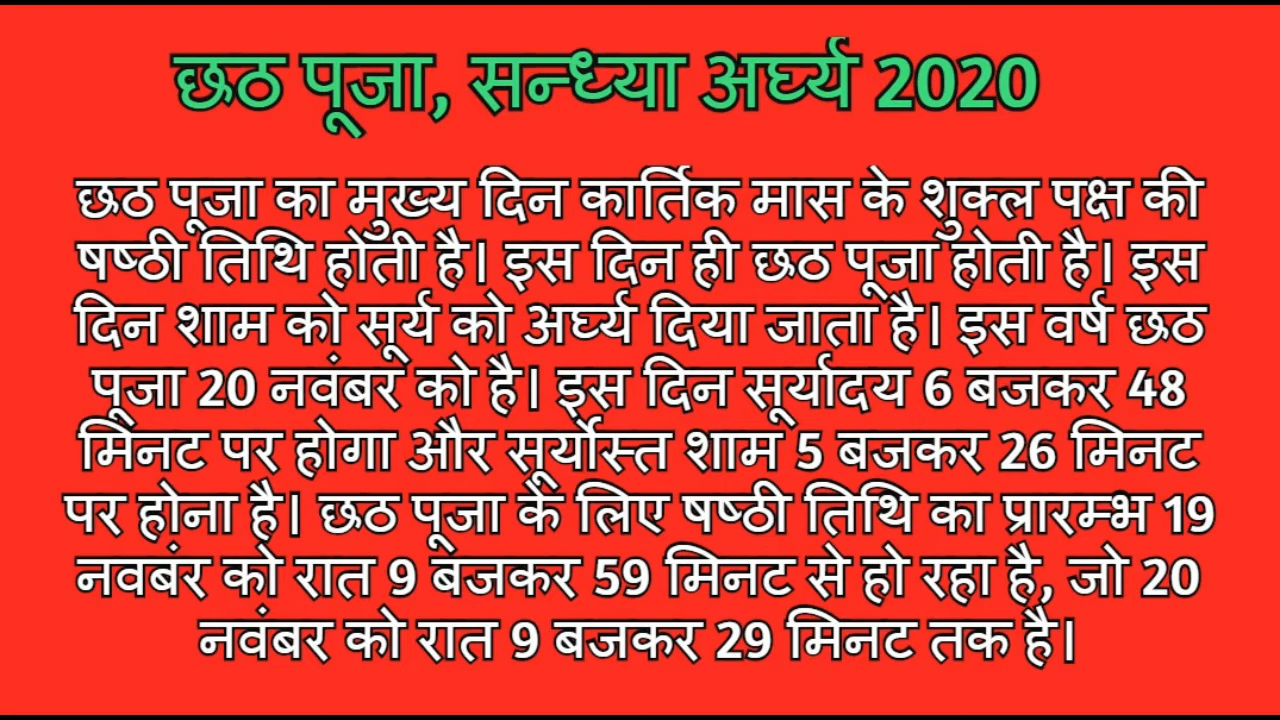 छठ पूजा, सन्ध्या अर्घ्य 2020
छठ पूजा का मुख्य दिन कार्तिक मास के शुक्ल पक्ष की
षष्ठी तिथि होती है। इस दिन ही छठ पूजा होती है। इस
दिन शाम को सूर्य को अर्घ्य दिया जाता है। इस वर्ष छठ
पूजा 20 नवंबर को है। इस दिन सूर्यादय 6 बजकर 48
मिनट पर होगा और सूर्योस्त शाम 5 बजकर 26 मिनट
पर होना है। छठ पूजा के लिए षष्ठी तिथि का प्रारम्भ 19
नवबंर को रात 9 बजकर 59 मिनट से हो रहा है, जो 20
नवंबर को रात 9 बजकर 29 मिनट तक है।